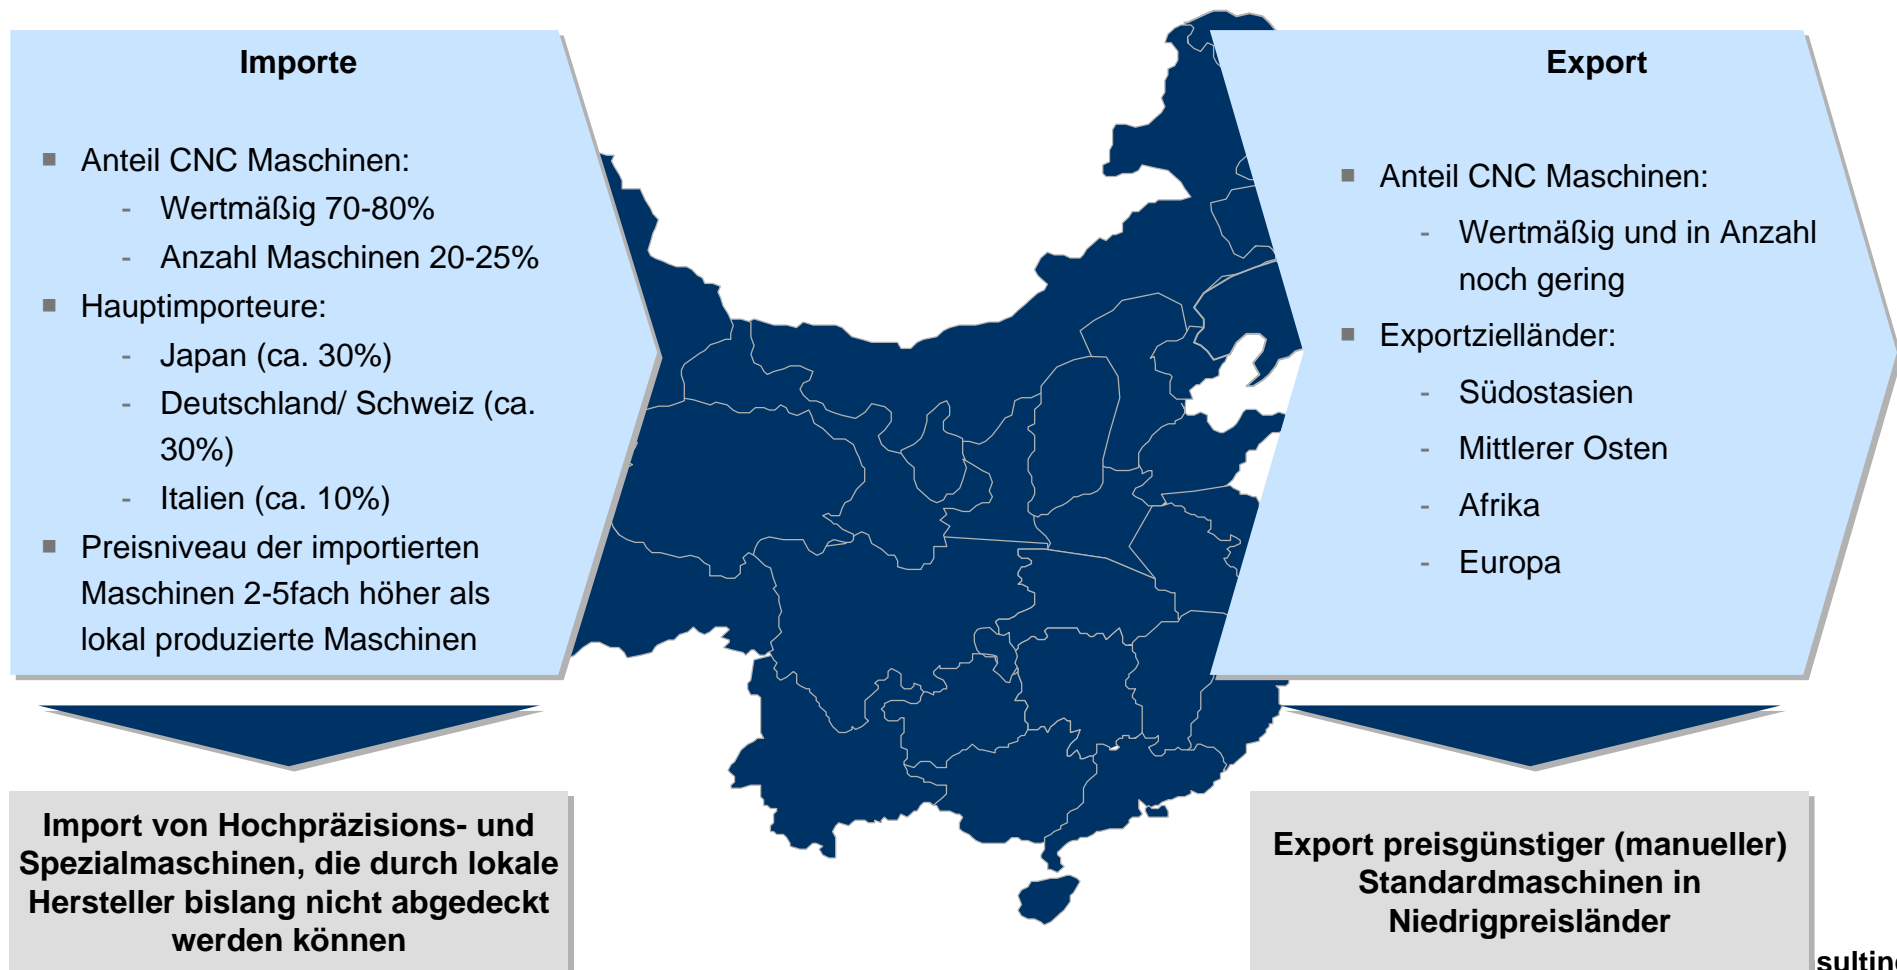 Importe
Anteil CNC Maschinen:
- Wertmäßig 70-80%
- Anzahl Maschinen 20-25%
Hauptimporteure:
- Japan (ca. 30%)
- Deutschland/ Schweiz (ca.
30%)
- Italien (ca. 10%)
Preisniveau der importierten
Maschinen 2-5fach höher als
lokal produzierte Maschinen
Import von Hochpräzisions- und
Spezialmaschinen, die durch lokale
Hersteller bislang nicht abgedeckt
werden können
Export
Anteil CNC Maschinen:
- Wertmäßig und in Anzahl
noch gering
Exportzielländer:
- Südostasien
- Mittlerer Osten
- Afrika
- Europa
Export preisgünstiger (manueller)
Standardmaschinen in
Niedrigpreisländer